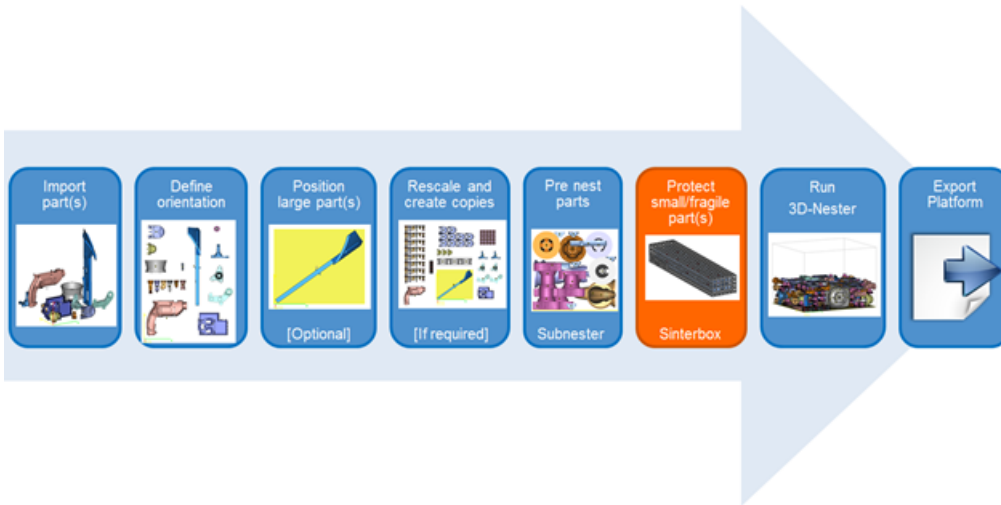 Import
part(s)
Define
orientation
Position
large part(s)
[Optional]
Rescale and
create copies
[If required]
Pre nest
parts
Subnester
Protect
small/fragile
part(s)
Sinterbox
Run
3D-Nester
Export
Platform